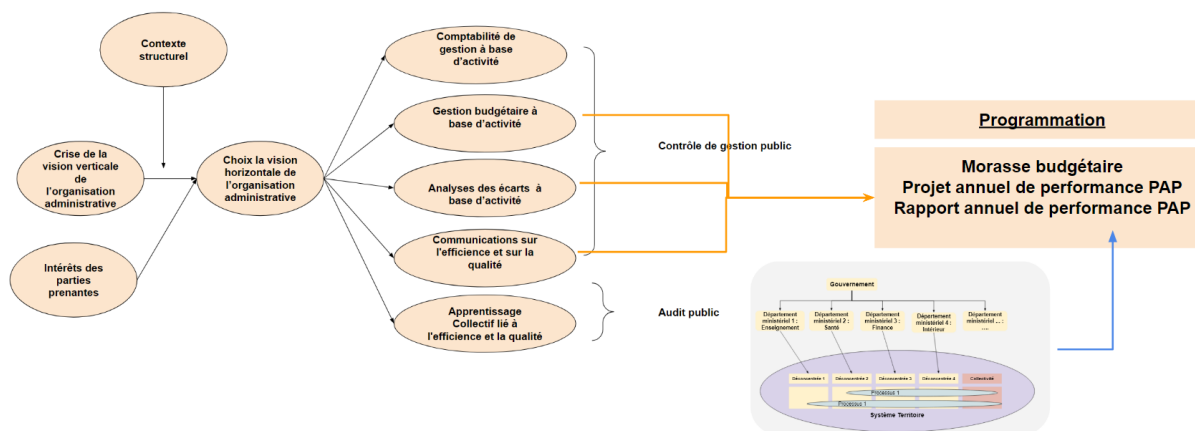 Contexte
structurel
Crise de la
vision verticale
de
l'organisation
administrative
Intérêts des
parties
prenantes
Choix la vision
horizontale de
l'organisation
administrative
Comptabilité de
gestion à base
d'activité
Gestion budgétaire à
base d'activité
Analyses des écarts à
base d'activité
Communications sur
l'efficience et sur la
qualité
Apprentissage
Collectif lié à
l'efficience et la qualité
Contrôle de gestion public
Audit public
Programmation
Morasse budgétaire
Projet annuel de performance PAP
Rapport annuel de performance PAP
Gouvernement
Département
ministériel 1 :
Enseignement
Département
ministériel 2 :
Santé
Département
ministériel 3 :
Finance
Département
ministériel 4 :
Intérieur
Département
ministériel ... :
....
Déconcentrée 1
Déconcentrée 2
Déconcentrée 3
Déconcentrée 4
Collectivité
Processus 1
Processus 1
Système Territoire